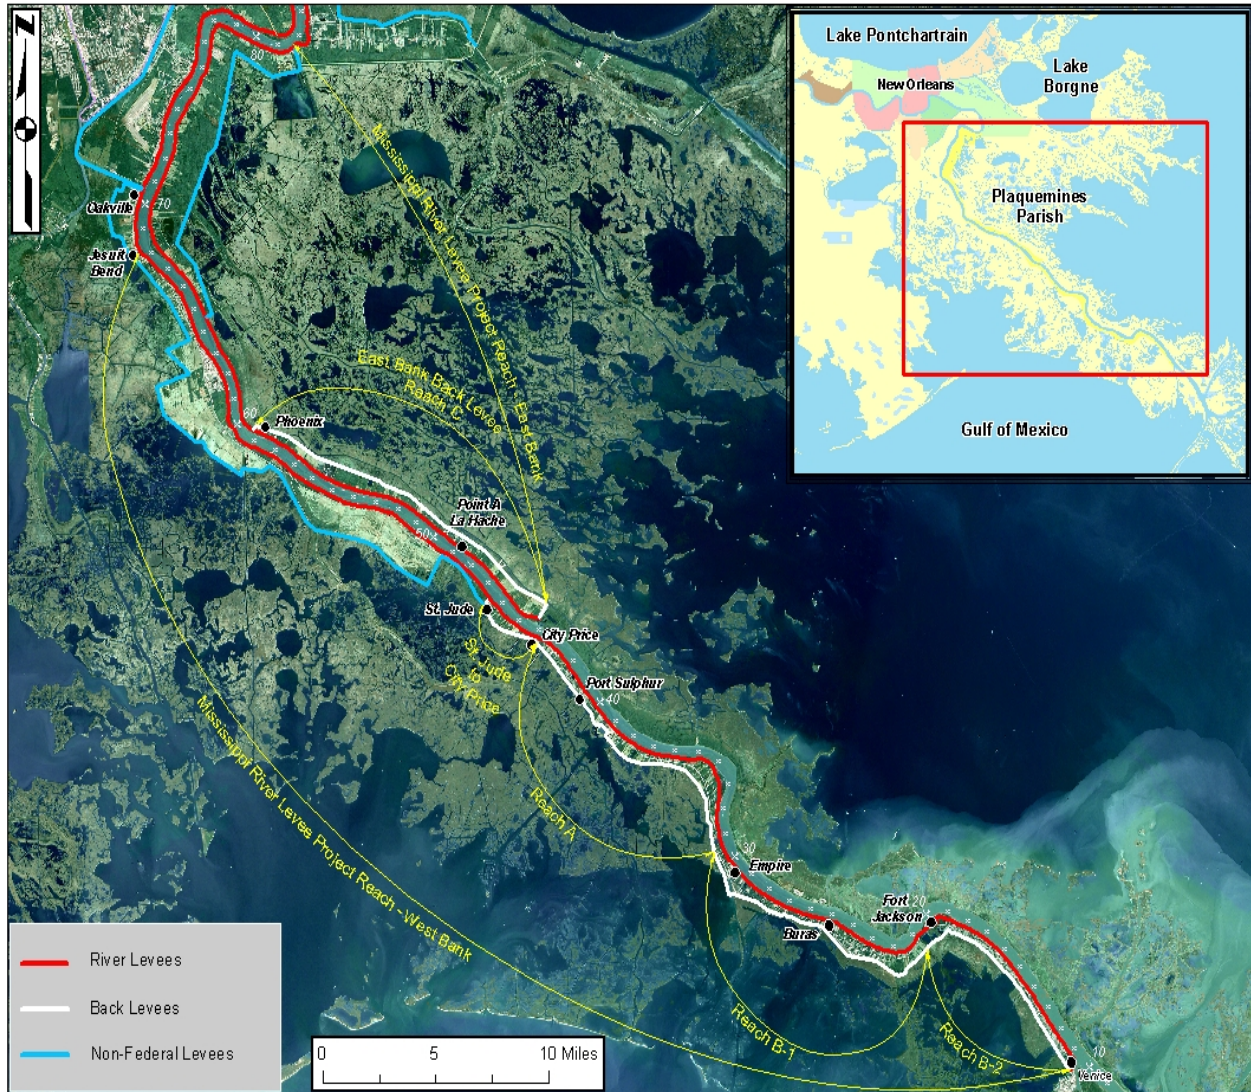 N
80
Lake Pontchartrain
New Orleans
Lake
Borgne
Plaquemines
Parish
Gulf of Mexico
Oakville
70
Jesuit
Bend
Mississippi River Levee Project Reach - East Bank
East Bank Back Levee
Reach C
60
Phoenix
Point A
La Hache
50
St. Jude
City Price
St. Jude
to
City Price
Port Sulphur
40
Reach A
Mississippi River Levee Project Reach - West Bank
30
Empire
Fort
Jackson
20
Buras
Reach B-1
Reach B-2
10
Venice
River Levees
Back Levees
Non-Federal Levees
0 5 10 Miles